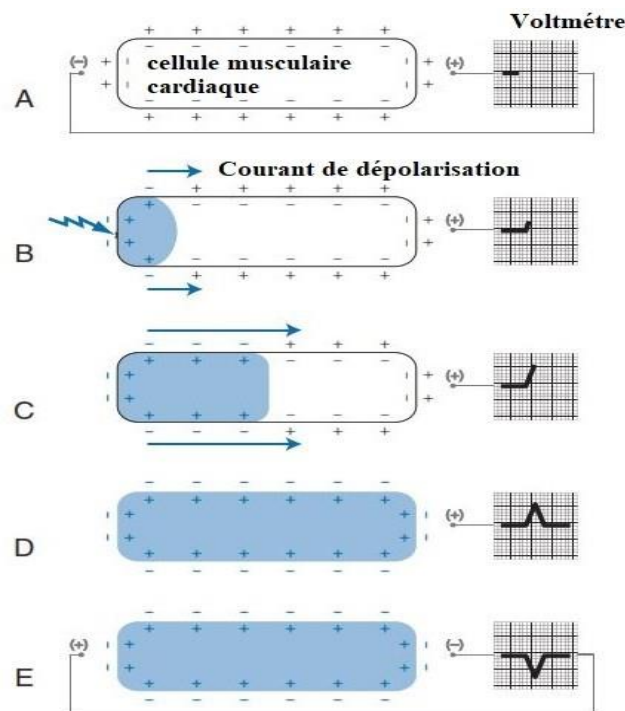 Voltmétre
+ + + + + +
(−) + − − − − − − + (+)
cellule musculaire
cardiaque
A
+ − − + 
− − − − − −
+ + + + + +
Courant de dépolarisation
− + + + + +
+ − − − − −
− + − + (+)
B
− + − +
+ − − − − −
− + + + + +
− − − + + +
+ + + − − −
− + − + (+)
C
− + − +
+ + + − − −
− − − + + +
− − − − − −
+ + + + + +
− + + − (+)
D
− + + −
+ + + + + +
− − − − − −
− − − − − −
+ + + + + +
(+) − + + − (−)
E
− + + −
+ + + + + +
− − − − − −